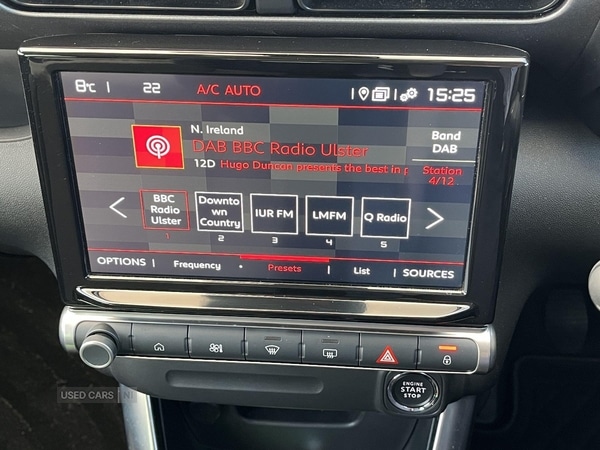 8°C | 22 A/C AUTO 15:25
N. Ireland
DAB BBC Radio Ulster
12D Hugo Duncan presents the best in
Band
DAB
Station
4/12
BBC
Radio
Ulster
1
Downto
wn
Country
2
IUR FM
3
LMFM
4
Q Radio
5
OPTIONS | Frequency Presets | List | SOURCES
ENGINE
START
STOP
USED CARS NI